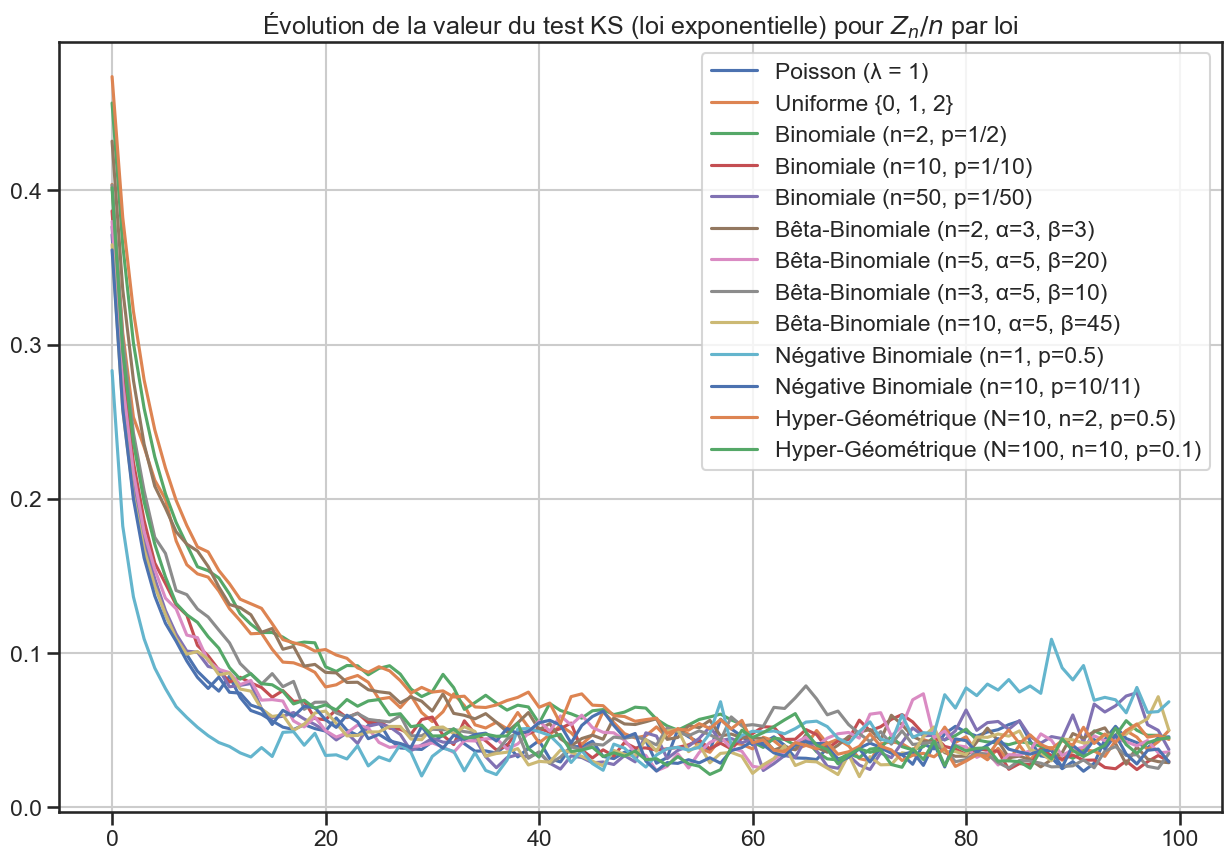 Évolution de la valeur du test KS (loi exponentielle) pour $Z_n/n$ par loi
Poisson (λ = 1)
Uniforme {0, 1, 2}
Binomiale (n=2, p=1/2)
Binomiale (n=10, p=1/10)
Binomiale (n=50, p=1/50)
Bêta-Binomiale (n=2, α=3, β=3)
Bêta-Binomiale (n=5, α=5, β=20)
Bêta-Binomiale (n=3, α=5, β=10)
Bêta-Binomiale (n=10, α=5, β=45)
Négative Binomiale (n=1, p=0.5)
Négative Binomiale (n=10, p=10/11)
Hyper-Géométrique (N=10, n=2, p=0.5)
Hyper-Géométrique (N=100, n=10, p=0.1)
0.4
0.3
0.2
0.1
0.0
0 20 40 60 80 100